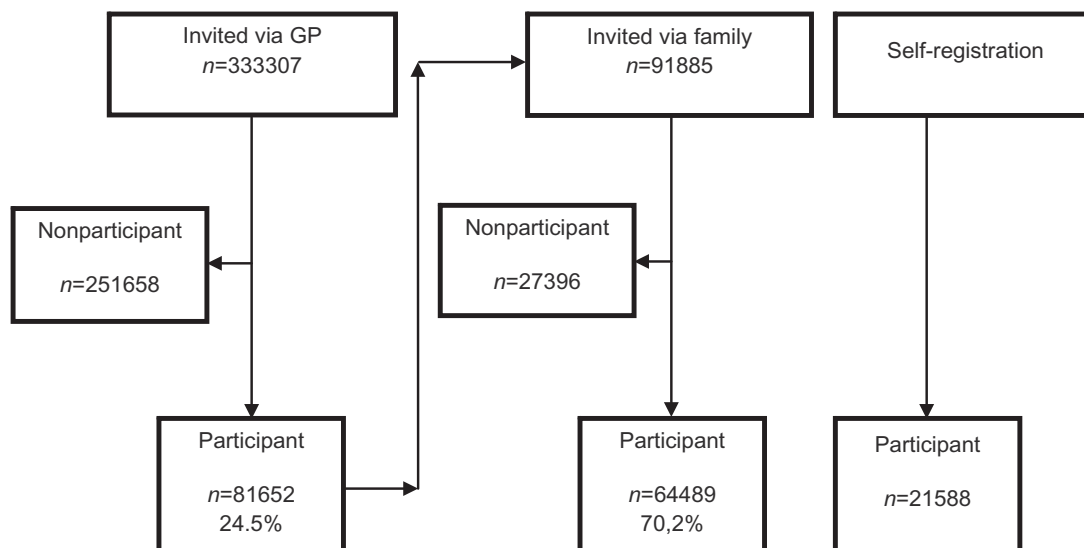 Invited via GP
n=333307
Invited via family
n=91885
Self-registration
Nonparticipant
n=251658
Nonparticipant
n=27396
Participant
n=81652
24.5%
Participant
n=64489
70,2%
Participant
n=21588